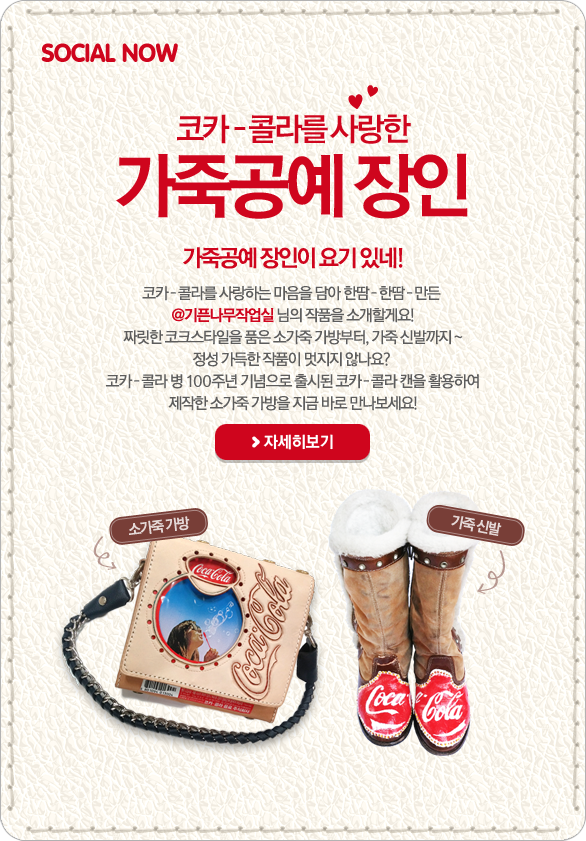 SOCIAL NOW
코카 - 콜라를 사랑한
가죽공예 장인
가죽공예 장인이 요기 있네!
코카 - 콜라를 사랑하는 마음을 담아 한땀 - 한땀 - 만든
@기픈나무작업실 님의 작품을 소개할게요!
짜릿한 코크스타일을 품은 소가죽 가방부터, 가죽 신발까지 ~
정성 가득한 작품이 멋지지 않나요?
코카 - 콜라 병 100주년 기념으로 출시된 코카 - 콜라 캔을 활용하여
제작한 소가죽 가방을 지금 바로 만나보세요!
> 자세히보기
소가죽 가방
가죽 신발
Coca-Cola
Coca-Cola
Coca Cola